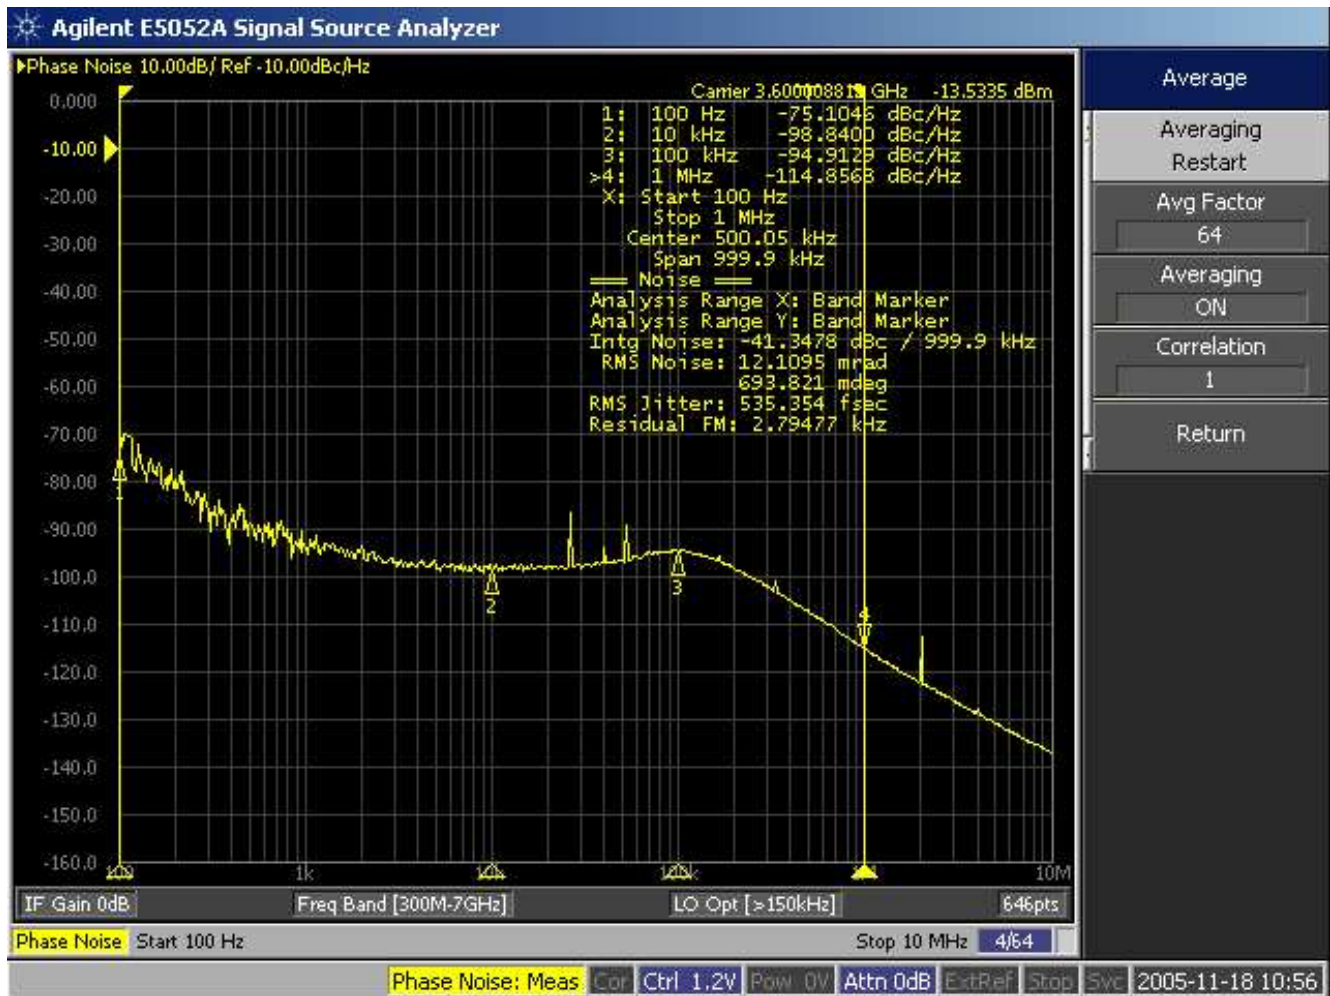 Agilent E5052A Signal Source Analyzer
Phase Noise 10.00dB/ Ref -10.00dBc/Hz
Carrier 3.600008813 GHz -13.5335 dBm
1: 100 Hz -75.1046 dBc/Hz
2: 10 kHz -98.8400 dBc/Hz
3: 100 kHz -94.9129 dBc/Hz
>4: 1 MHz -114.8568 dBc/Hz
X: Start 100 Hz
Stop 1 MHz
Center 500.05 kHz
Span 999.9 kHz
=== Noise ===
Analysis Range X: Band Marker
Analysis Range Y: Band Marker
Intg Noise: -41.3478 dBc / 999.9 kHz
RMS Noise: 12.1095 mrad
693.821 mdeg
RMS Jitter: 535.354 fsec
Residual FM: 2.79477 kHz
0.000
-10.00
-20.00
-30.00
-40.00
-50.00
-60.00
-70.00
-80.00
-90.00
-100.0
-110.0
-120.0
-130.0
-140.0
-150.0
-160.0
1
2
3
4
100 1k 10k 100k 10M
IF Gain 0dB Freq Band [300M-7GHz] LO Opt [>150kHz] 646pts
Phase Noise Start 100 Hz Stop 10 MHz 4/64
Phase Noise: Meas Cor Ctrl 1.2V Pow 0V Attn 0dB ExtRef Stop Svc 2005-11-18 10:56
Average
Averaging
Restart
Avg Factor
64
Averaging
ON
Correlation
1
Return